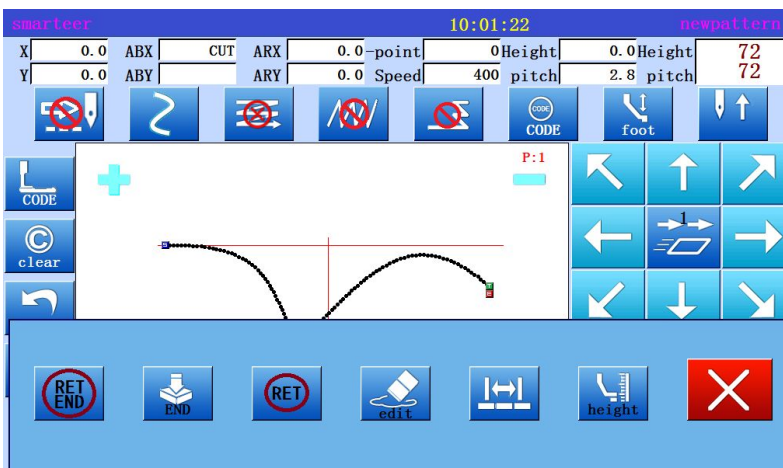 smarteer 10:01:22 newpattern
X 0.0 ABX CUT ARX 0.0 -point 0 Height 0.0 Height 72
Y 0.0 ABY ARY 0.0 Speed 400 pitch 2.8 pitch 72
CODE CODE foot
P:1
CODE
1
clear
RET END END RET edit height